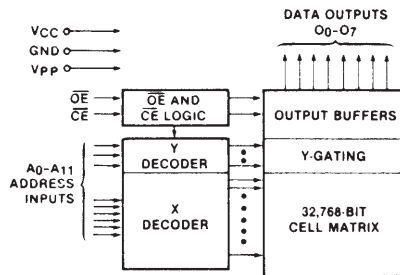 DATA OUTPUTS
O0-O7
VCC
GND
VPP
OE
CE
OE AND
CE LOGIC
OUTPUT BUFFERS
Y
DECODER
Y-GATING
A0-A11
ADDRESS
INPUTS
X
DECODER
32,768-BIT
CELL MATRIX